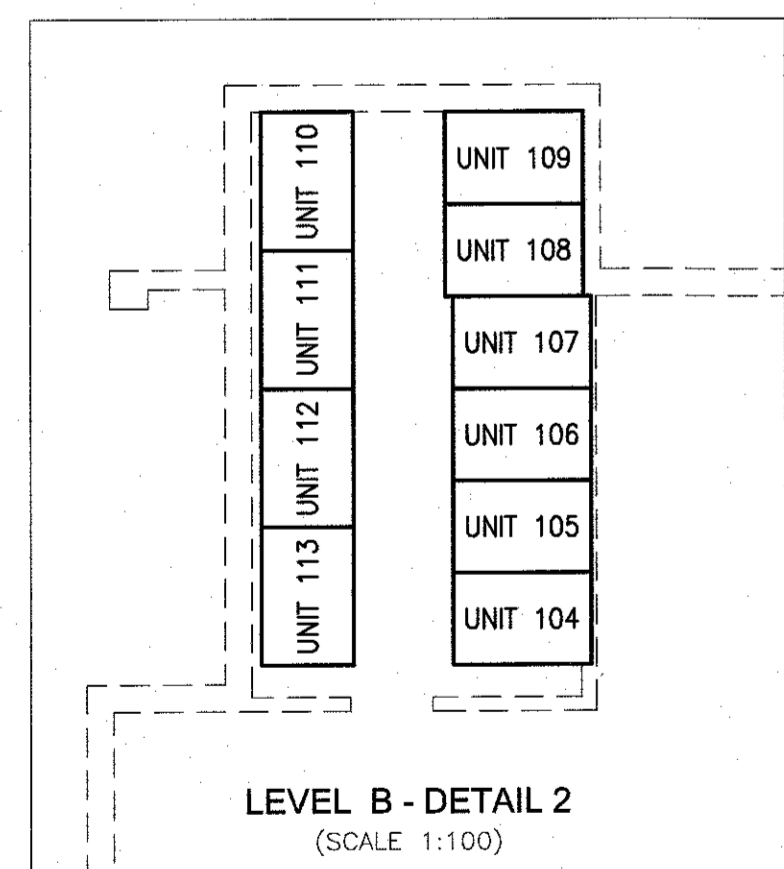 UNIT 110
UNIT 109
UNIT 108
UNIT 111
UNIT 107
UNIT 112
UNIT 106
UNIT 113
UNIT 105
UNIT 104
LEVEL B - DETAIL 2
(SCALE 1:100)